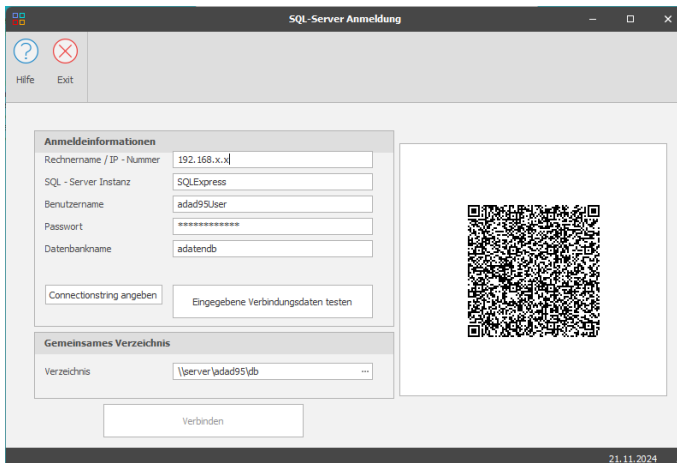 SQL-Server Anmeldung
Hilfe
Exit
Anmeldeinformationen
Rechnername / IP - Nummer 192.168.x.x
SQL - Server Instanz SQLExpress
Benutzername adad95User
Passwort ************
Datenbankname adatendb
Connectionstring angeben
Eingegebene Verbindungsdaten testen
Gemeinsames Verzeichnis
Verzeichnis \\server\adad95\db ...
Verbinden
21.11.2024